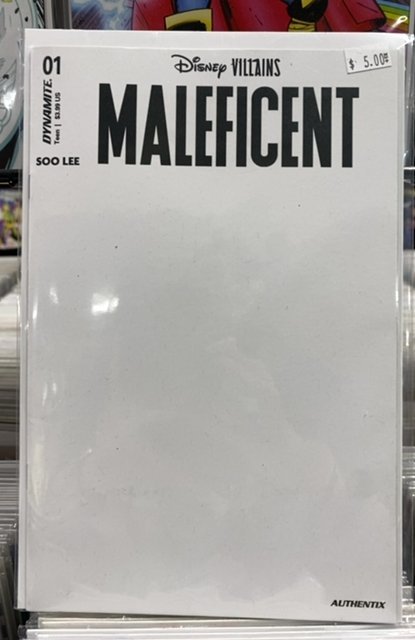 01
DYNAMITE.
Teen | $3.99 US
SOO LEE
Disney VILLAINS
MALEFICENT
$ 5.00
AUTHENTIX